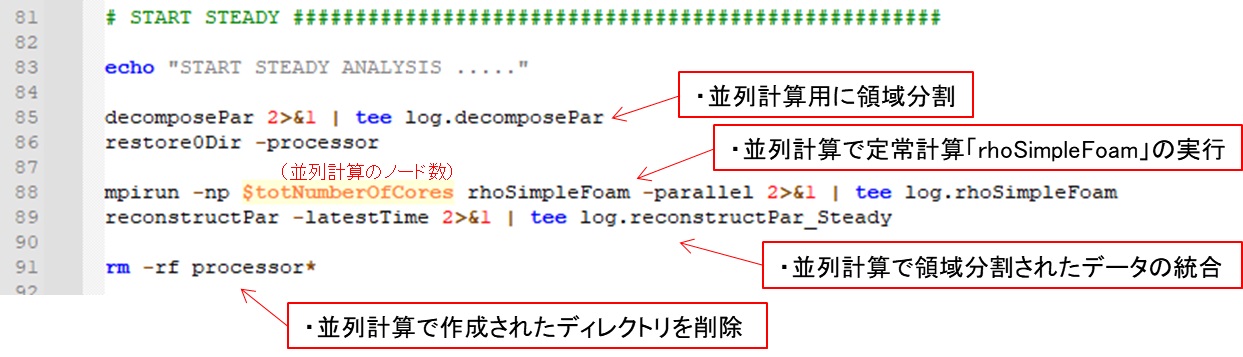 81 # START STEADY ####################################################
82
83 echo "START STEADY ANALYSIS ....."
84
・並列計算用に領域分割
85 decomposePar 2>&1 | tee log.decomposePar
86 restore0Dir -processor
・並列計算で定常計算「rhoSimpleFoam」の実行
87
(並列計算のノード数)
88 mpirun -np $totNumberOfCores rhoSimpleFoam -parallel 2>&1 | tee log.rhoSimpleFoam
89 reconstructPar -latestTime 2>&1 | tee log.reconstructPar_Steady
90
・並列計算で領域分割されたデータの統合
91 rm -rf processor*
92
・並列計算で作成されたディレクトリを削除